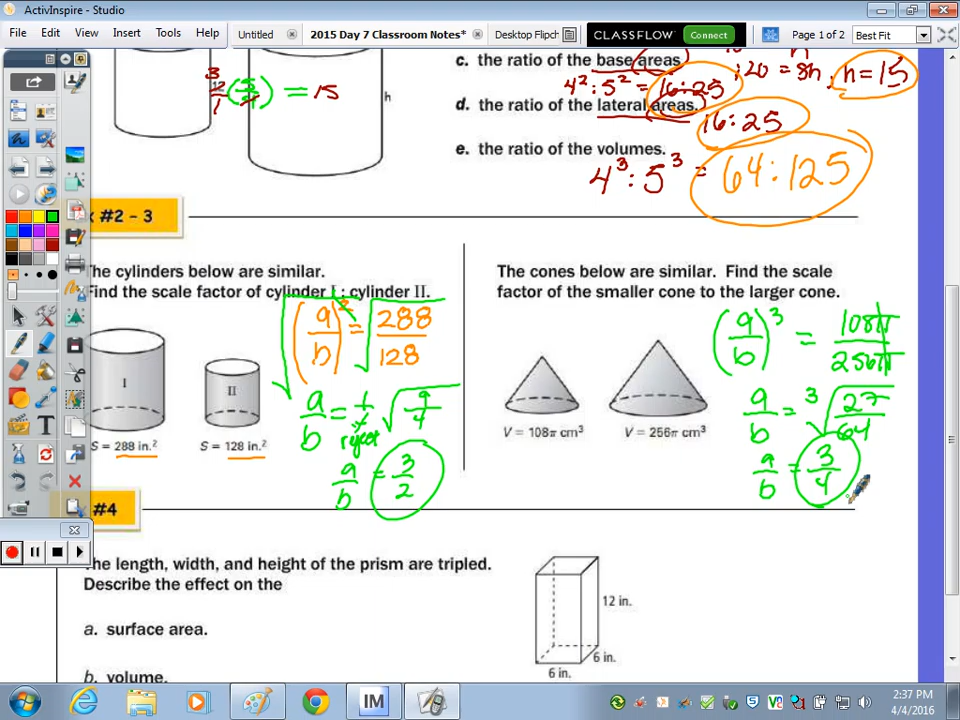 ActivInspire - Studio
File Edit View Insert Tools Help
Untitled
2015 Day 7 Classroom Notes*
Desktop Flipch
CLASSFLOW Connect
Page 1 of 2
Best Fit
c. the ratio of the base areas
4² : 5² = 16:25
120 = 8h, h=15
d. the ratio of the lateral areas.
16:25
e. the ratio of the volumes.
4³ : 5³ = 64:125
= 15
h
x #2 – 3
The cylinders below are similar.
Find the scale factor of cylinder I : cylinder II.
I
II
S = 288 in.²
S = 128 in.²
(a/b)² = 288/128
a/b = ± √9/4
reject
a/b = 3/2
The cones below are similar. Find the scale
factor of the smaller cone to the larger cone.
V = 108π cm³
V = 256π cm³
(a/b)³ = 108π/256π
a/b = ³√27/64
a/b = 3/4
#4
The length, width, and height of the prism are tripled.
Describe the effect on the
a. surface area.
b. volume.
12 in.
6 in.
6 in.
IM
2:37 PM
4/4/2016